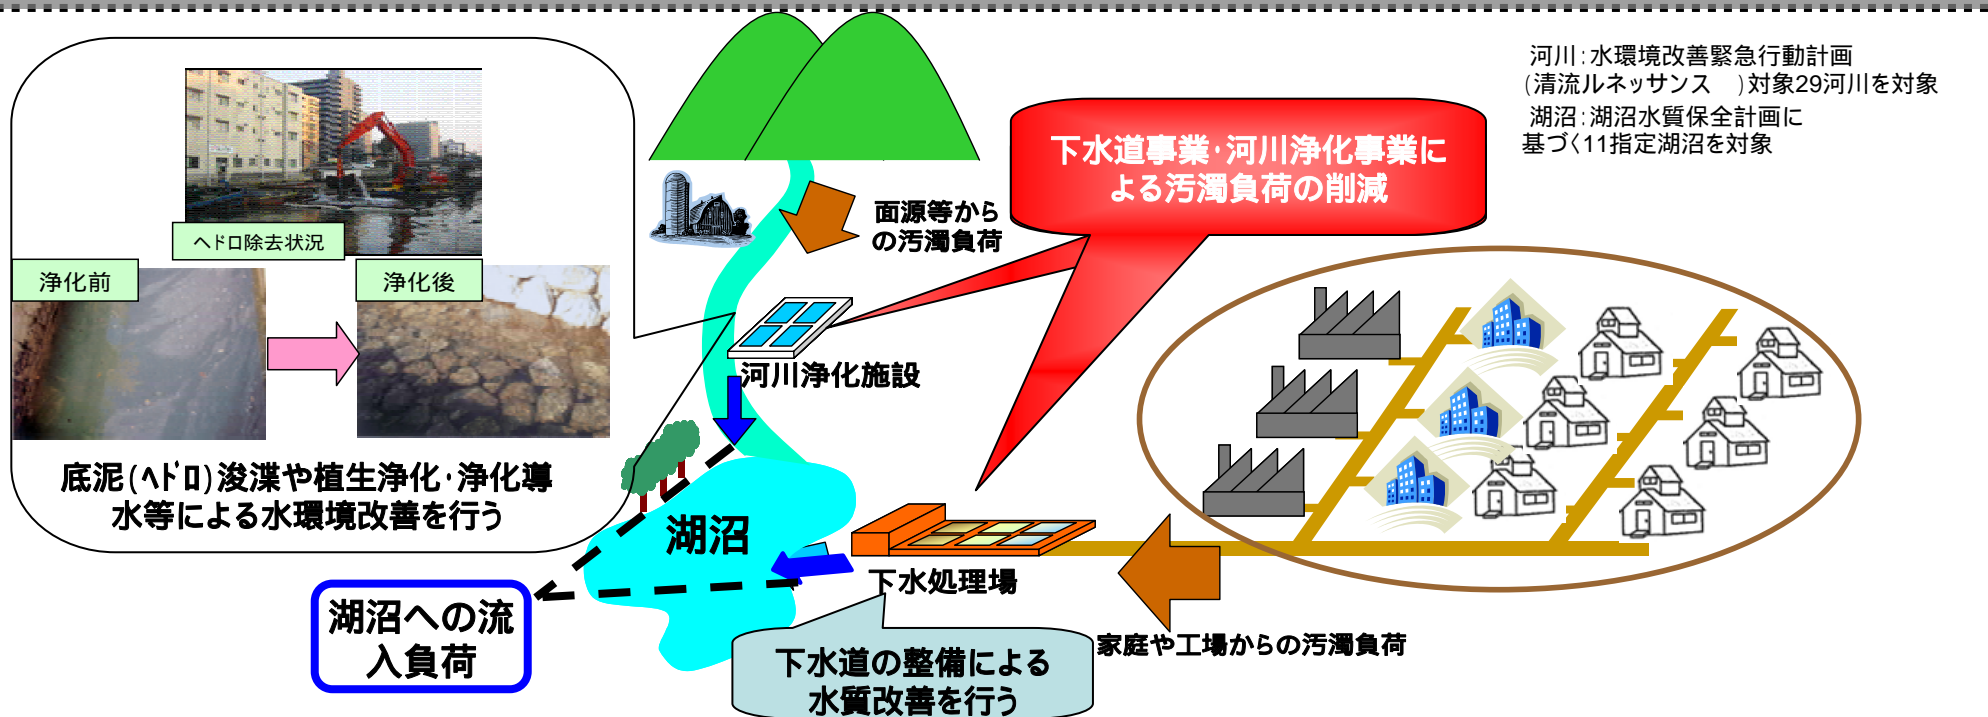 河川：水環境改善緊急行動計画
(清流ルネッサンス　)対象29河川を対象
湖沼：湖沼水質保全計画に
基づく11指定湖沼を対象
下水道事業・河川浄化事業に
よる汚濁負荷の削減
面源等から
の汚濁負荷
ヘドロ除去状況
浄化前
浄化後
河川浄化施設
底泥(ヘドロ)浚渫や植生浄化・浄化導
水等による水環境改善を行う
湖沼
下水処理場
湖沼への流
入負荷
家庭や工場からの汚濁負荷
下水道の整備による
水質改善を行う